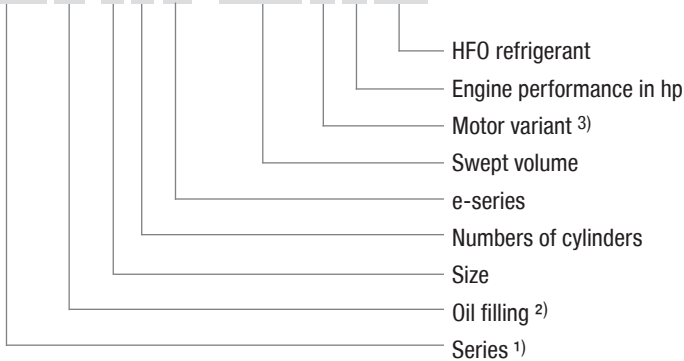 HFO refrigerant
Engine performance in hp
Motor variant ³⁾
Swept volume
e-series
Numbers of cylinders
Size
Oil filling ²⁾
Series ¹⁾